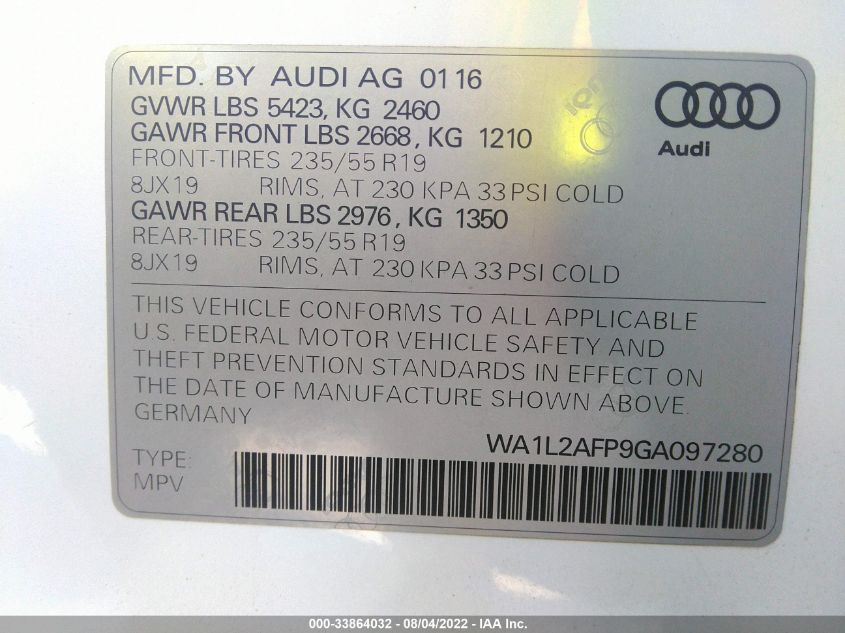 MFD. BY AUDI AG 01 16
GVWR LBS 5423, KG 2460
GAWR FRONT LBS 2668, KG 1210
FRONT-TIRES 235/55 R19
8JX19 RIMS, AT 230 KPA 33 PSI COLD
GAWR REAR LBS 2976, KG 1350
REAR-TIRES 235/55 R19
8JX19 RIMS, AT 230 KPA 33 PSI COLD
Audi
THIS VEHICLE CONFORMS TO ALL APPLICABLE
U.S. FEDERAL MOTOR VEHICLE SAFETY AND
THEFT PREVENTION STANDARDS IN EFFECT ON
THE DATE OF MANUFACTURE SHOWN ABOVE.
GERMANY
WA1L2AFP9GA097280
TYPE:
MPV
000-33864032 - 08/04/2022 - IAA Inc.